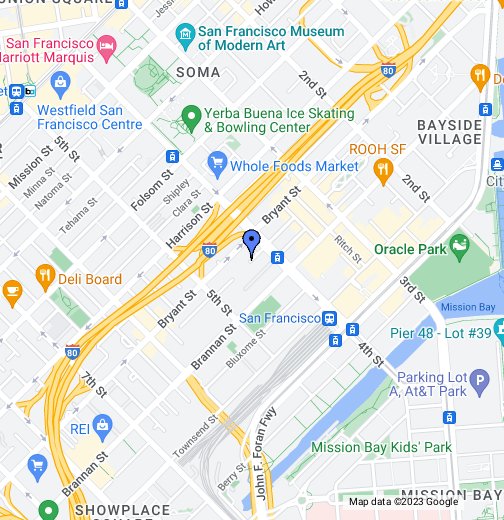 UNION SQUARE
San Francisco
Marriott Marquis
San Francisco Museum
of Modern Art
SOMA
2nd St
80
Westfield San
Francisco Centre
Yerba Buena Ice Skating
& Bowling Center
BAYSIDE
VILLAGE
5th St
Mission St
Minna St
Natoma St
Tehama St
Folsom St
Shipley
Clara St
Whole Foods Market
ROOH SF
2nd St
Harrison St
Bryant St
80
Ritch St
Oracle Park
Deli Board
Bryant St
5th St
3rd St
San Francisco
Mission Bay
Brannan St
Bluxome St
Pier 48 - Lot #39
4th St
80
7th St
Parking Lot
A, At&T Park
REI
Townsend St
Mission Bay Kids' Park
Brannan St
Berry St
John F. Foran Fwy
MISSION BAY
SHOWPLACE
SQUARE
Map data ©2023 Google